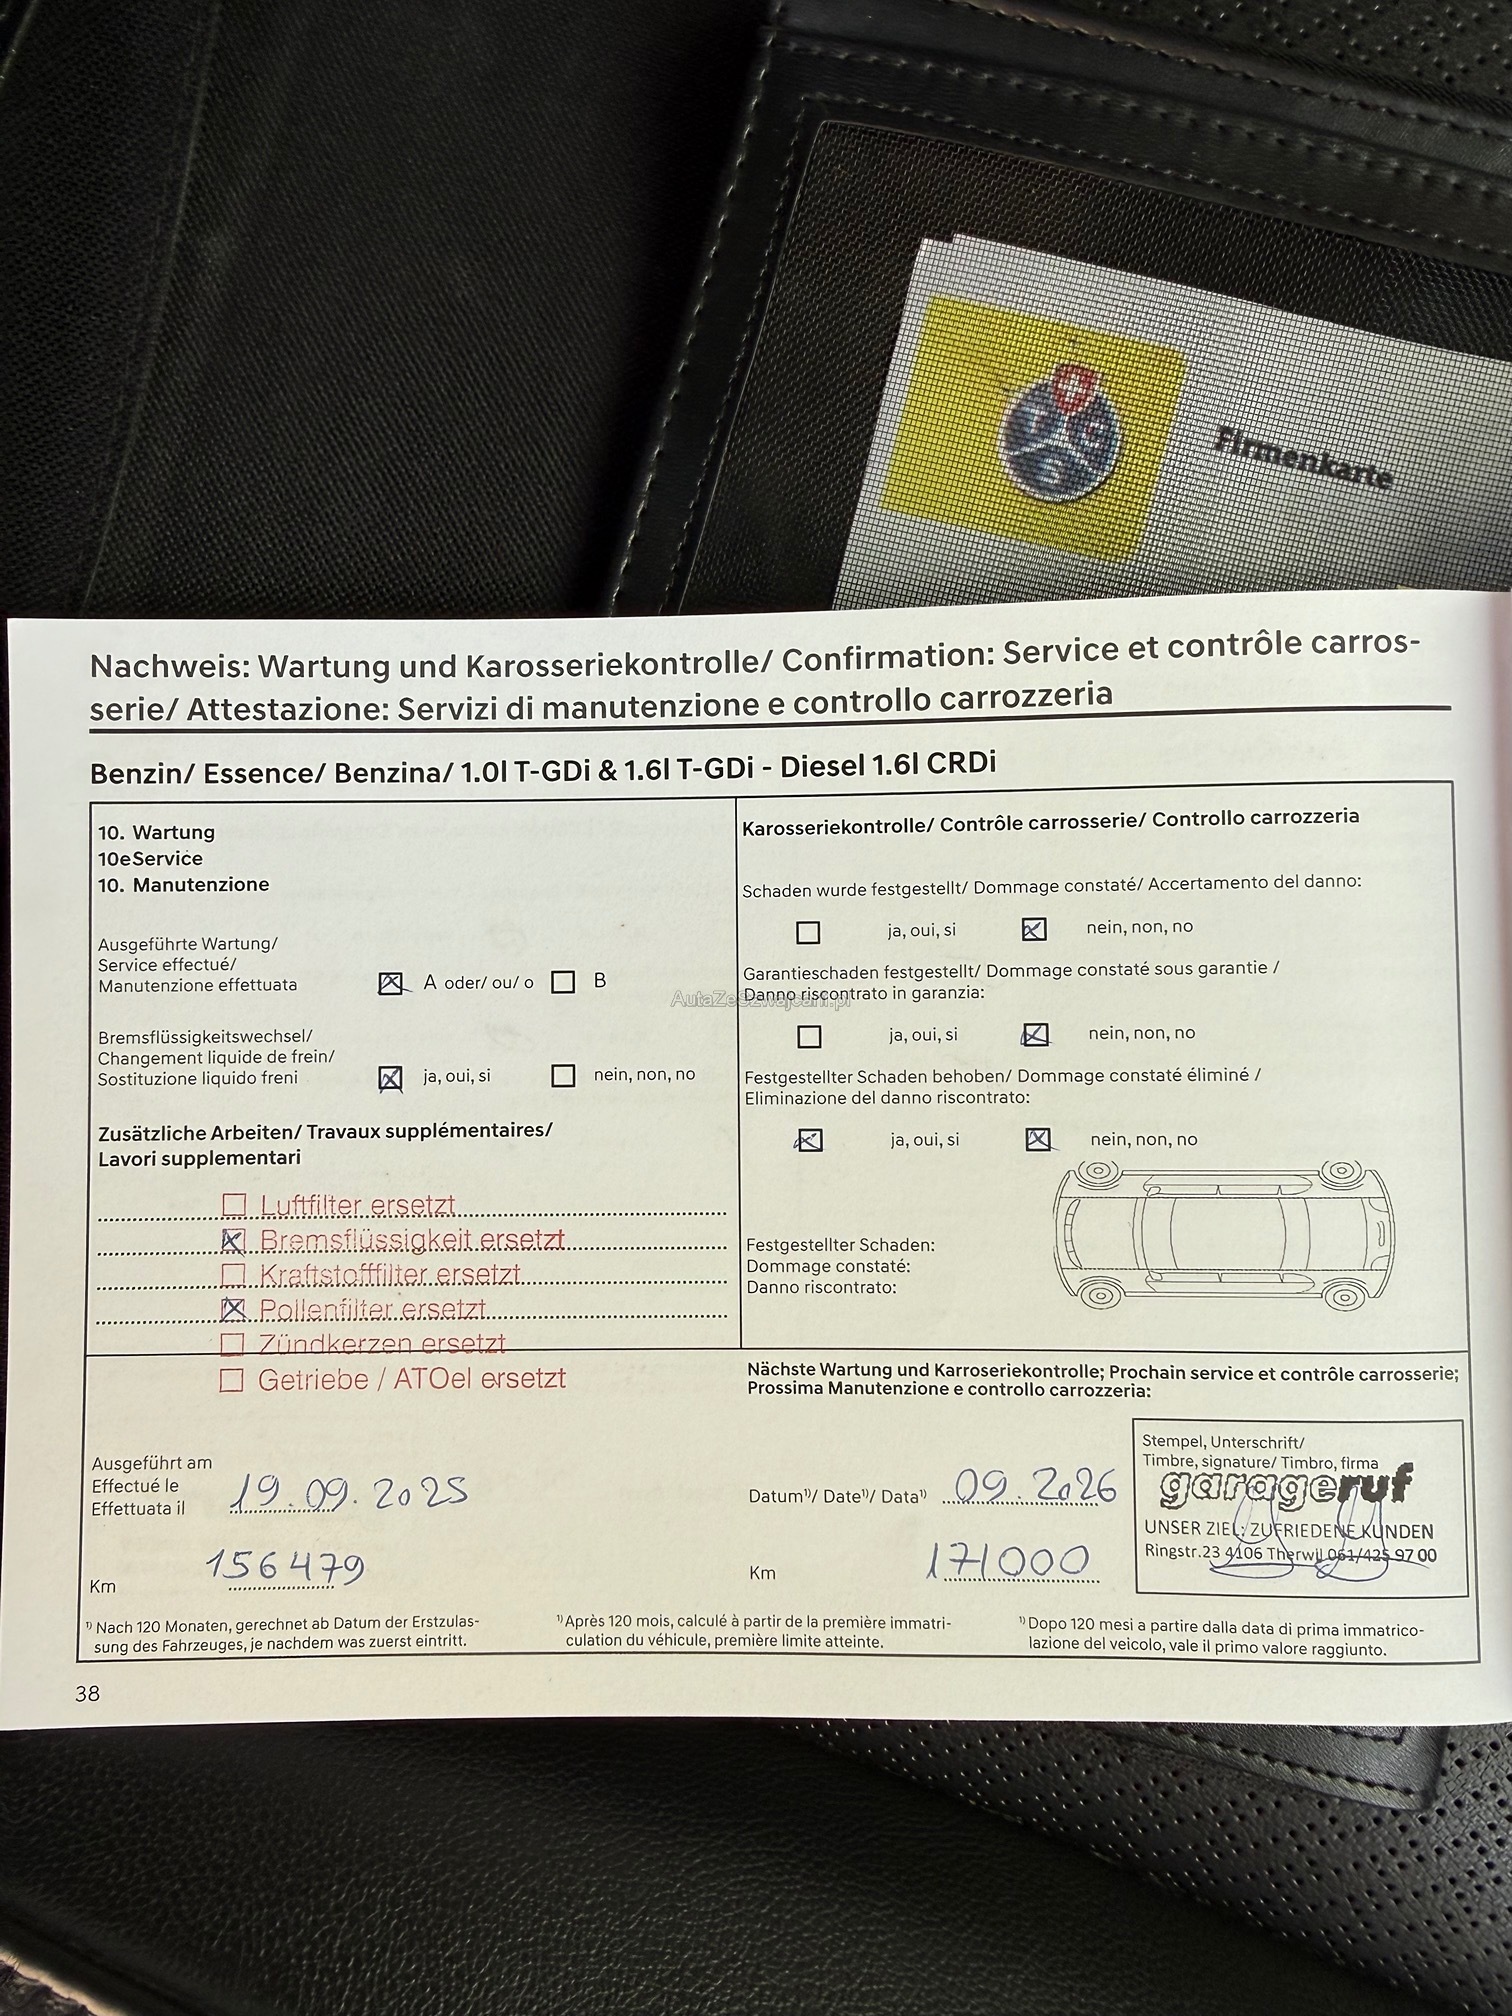 Firmenkarte
Nachweis: Wartung und Karosseriekontrolle/ Confirmation: Service et contrôle carros-
serie/ Attestazione: Servizi di manutenzione e controllo carrozzeria
Benzin/ Essence/ Benzina/ 1.0l T-GDi & 1.6l T-GDi - Diesel 1.6l CRDi
10. Wartung
10eService
10. Manutenzione
Ausgeführte Wartung/
Service effectué/
Manutenzione effettuata
A oder/ ou/ o B
Bremsflüssigkeitswechsel/
Changement liquide de frein/
Sostituzione liquido freni
ja, oui, si nein, non, no
Zusätzliche Arbeiten/ Travaux supplémentaires/
Lavori supplementari
Luftfilter ersetzt
Bremsflüssigkeit ersetzt
Kraftstofffilter ersetzt
Pollenfilter ersetzt
Zündkerzen ersetzt
Getriebe / ATOel ersetzt
Karosseriekontrolle/ Contrôle carrosserie/ Controllo carrozzeria
Schaden wurde festgestellt/ Dommage constaté/ Accertamento del danno:
ja, oui, si nein, non, no
Garantieschaden festgestellt/ Dommage constaté sous garantie /
Danno riscontrato in garanzia:
AutaZeSzwajcarii.pl
ja, oui, si nein, non, no
Festgestellter Schaden behoben/ Dommage constaté éliminé /
Eliminazione del danno riscontrato:
ja, oui, si nein, non, no
Festgestellter Schaden:
Dommage constaté:
Danno riscontrato:
Ausgeführt am
Effectué le
Effettuata il
19.09.2025
Km 156479
Nächste Wartung und Karroseriekontrolle; Prochain service et contrôle carrosserie;
Prossima Manutenzione e controllo carrozzeria:
Datum¹⁾/ Date¹⁾/ Data¹⁾ 09.2026
Km 171000
Stempel, Unterschrift/
Timbre, signature/ Timbro, firma
garageruf
UNSER ZIEL: ZUFRIEDENE KUNDEN
Ringstr.23 4106 Therwil 061/425 97 00
¹⁾ Nach 120 Monaten, gerechnet ab Datum der Erstzulas-
sung des Fahrzeuges, je nachdem was zuerst eintritt.
¹⁾ Après 120 mois, calculé à partir de la première immatri-
culation du véhicule, première limite atteinte.
¹⁾ Dopo 120 mesi a partire dalla data di prima immatrico-
lazione del veicolo, vale il primo valore raggiunto.
38